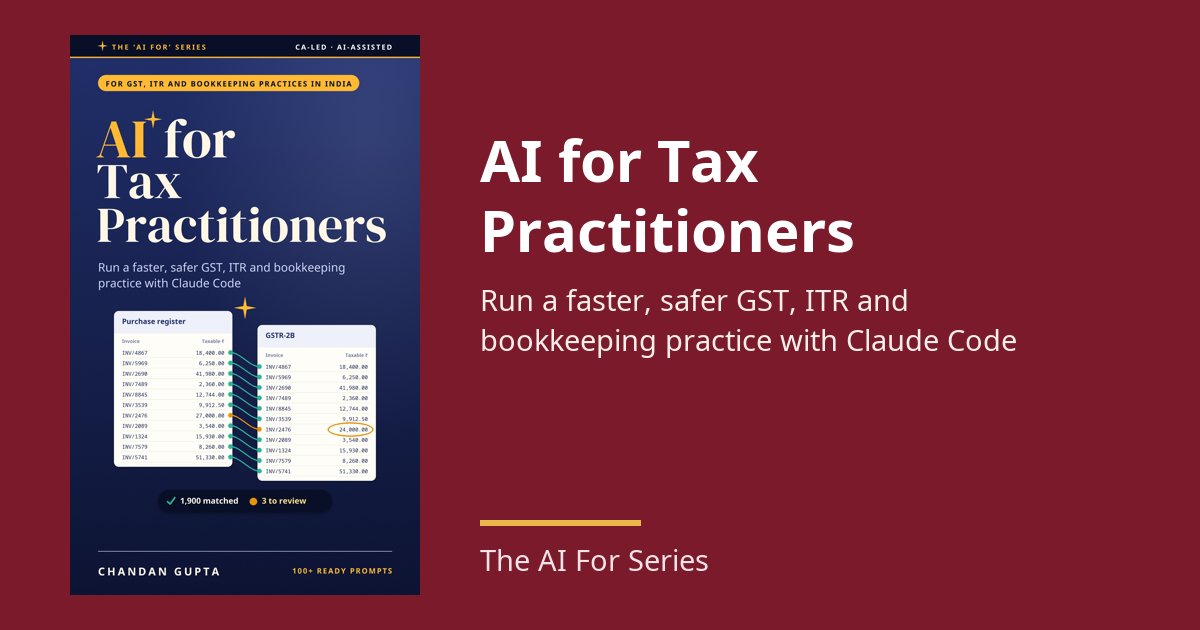 THE 'AI FOR' SERIES
CA-LED · AI-ASSISTED
FOR GST, ITR AND BOOKKEEPING PRACTICES IN INDIA
AI for
Tax
Practitioners
Run a faster, safer GST, ITR and bookkeeping
practice with Claude Code
Purchase register
Invoice Taxable ₹
INV/4867 18,400.00
INV/5969 6,250.00
INV/2690 41,980.00
INV/7489 2,360.00
INV/8845 12,744.00
INV/3539 9,912.50
INV/2476 27,000.00
INV/2089 3,540.00
INV/1324 15,930.00
INV/7579 8,260.00
INV/5741 51,330.00
GSTR-2B
Invoice Taxable ₹
INV/4867 18,400.00
INV/5969 6,250.00
INV/2690 41,980.00
INV/7489 2,360.00
INV/8845 12,744.00
INV/3539 9,912.50
INV/2476 24,000.00
INV/2089 3,540.00
INV/1324 15,930.00
INV/7579 8,260.00
INV/5741 51,330.00
1,900 matched 3 to review
CHANDAN GUPTA
100+ READY PROMPTS
AI for Tax
Practitioners
Run a faster, safer GST, ITR and
bookkeeping practice with Claude Code
The AI For Series